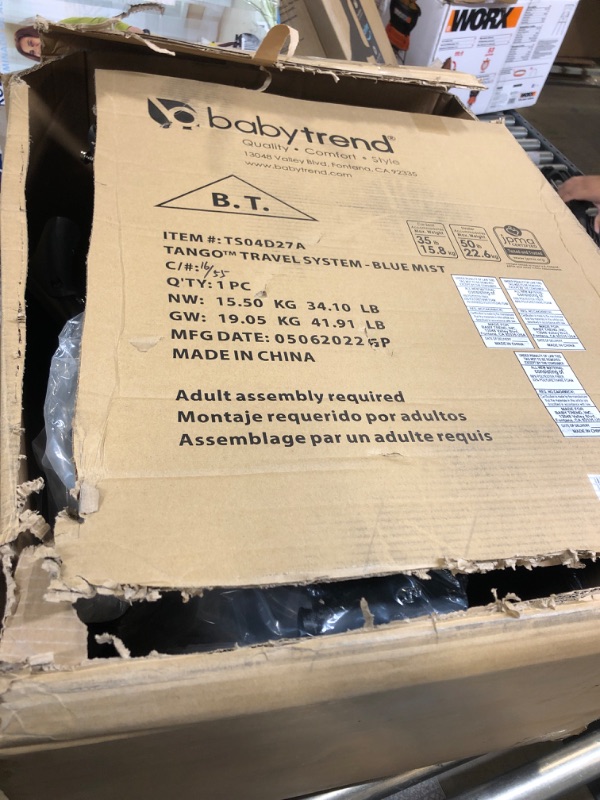 WORX
babytrend®
Quality • Comfort • Style
13048 Valley Blvd, Fontana, CA 92335
www.babytrend.com
B.T.
ITEM #: TS04D27A
TANGO™ TRAVEL SYSTEM - BLUE MIST
C/#: 16/55
Q'TY: 1 PC
NW: 15.50 KG 34.10 LB
GW: 19.05 KG 41.91 LB
MFG DATE: 05062022 GP
MADE IN CHINA
35 lb
15.8 kg
50 lb
22.6 kg
jpma
CERTIFIED
Adult assembly required
Montaje requerido por adultos
Assemblage par un adulte requis